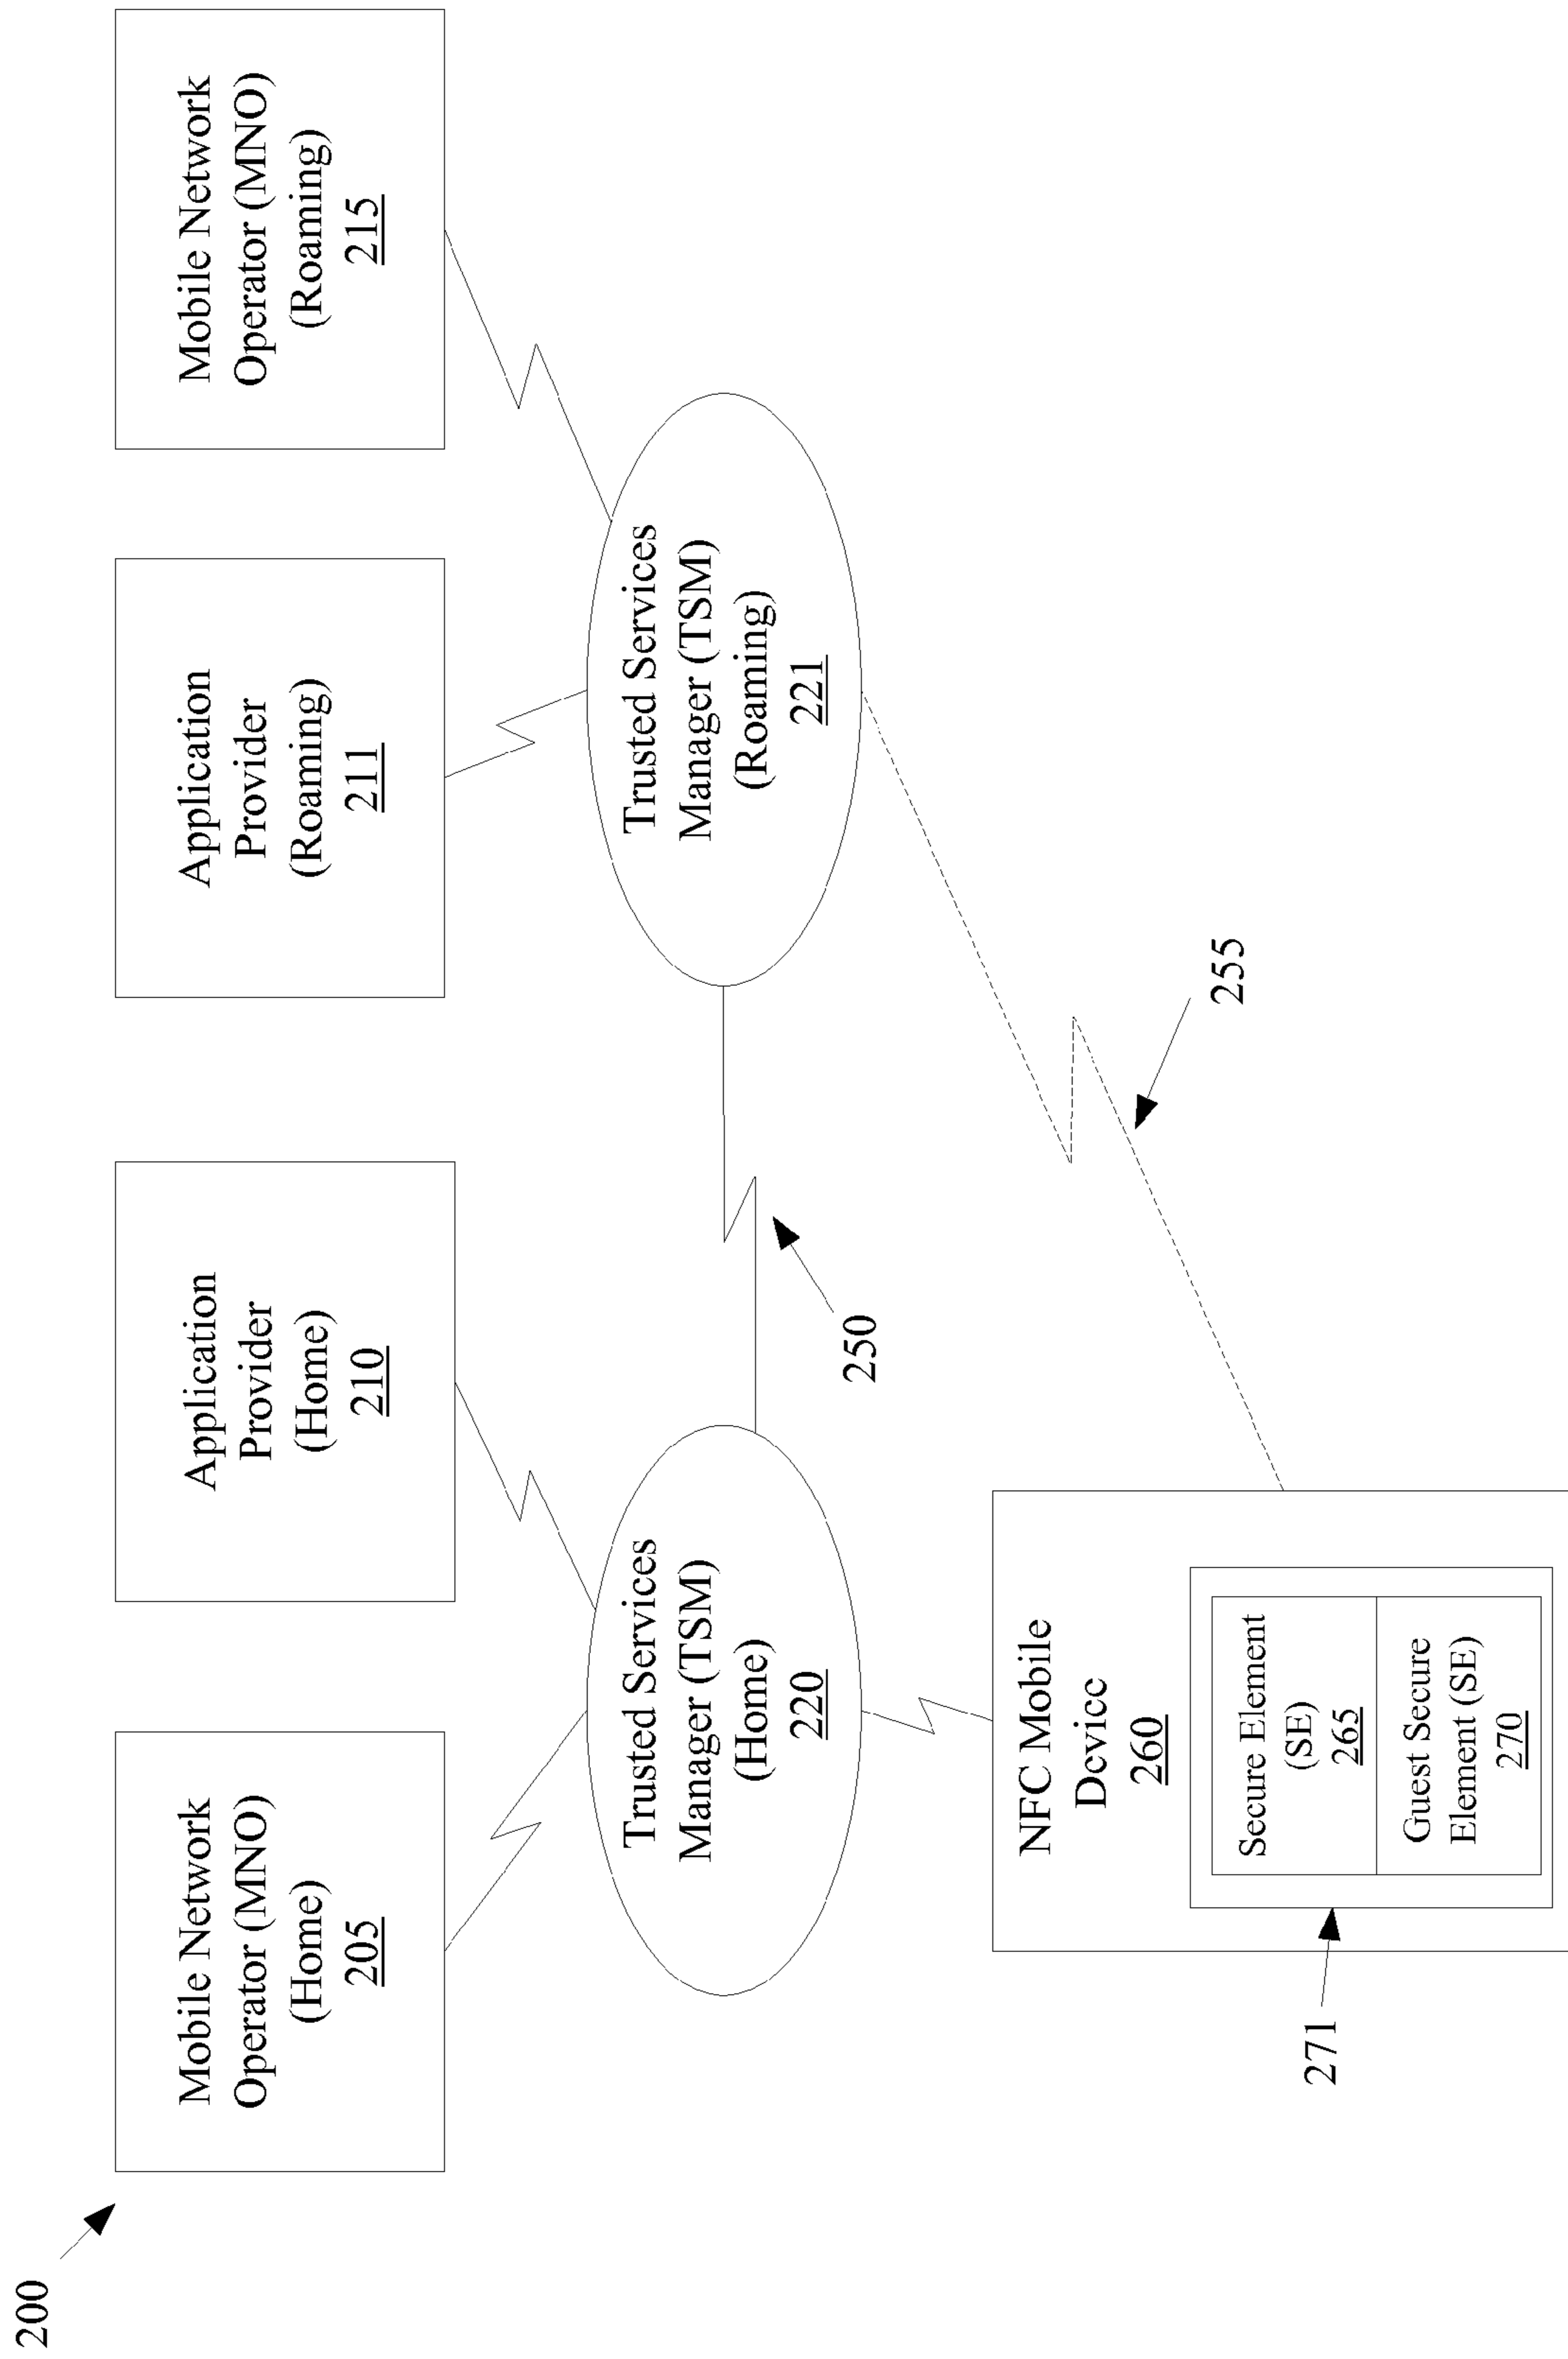 200
Mobile Network
Operator (MNO)
(Home)
205
Application
Provider
(Home)
210
Application
Provider
(Roaming)
211
Mobile Network
Operator (MNO)
(Roaming)
215
Trusted Services
Manager (TSM)
(Home)
220
250
Trusted Services
Manager (TSM)
(Roaming)
221
NFC Mobile
Device
260
271
Secure Element
(SE)
265
Guest Secure
Element (SE)
270
255